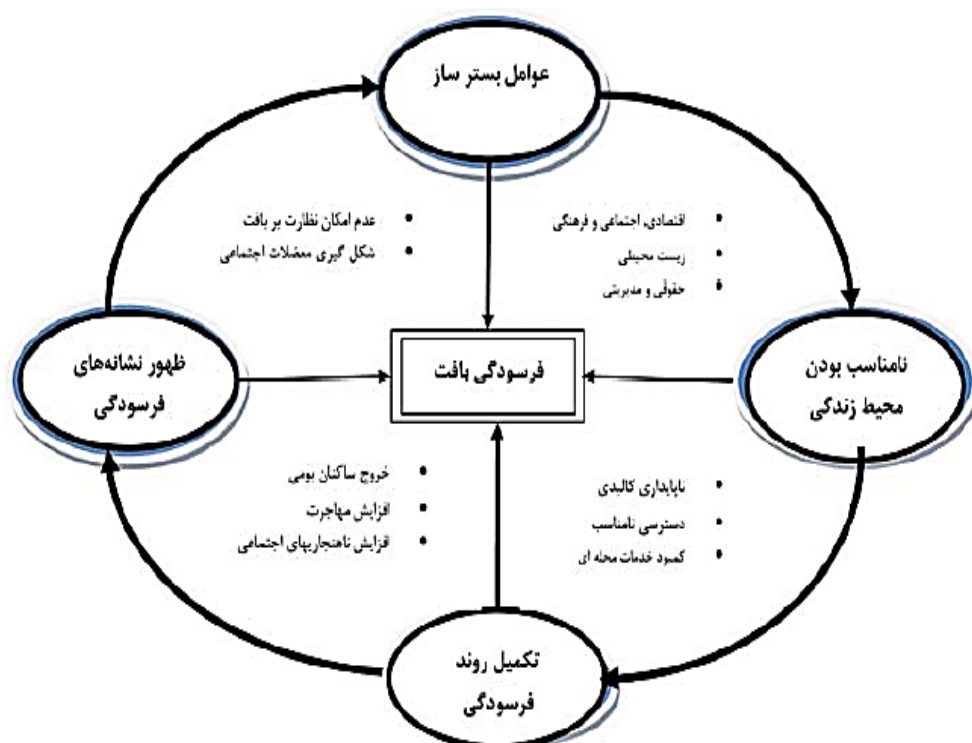 عوامل بستر ساز
• اقتصادی، اجتماعی و فرهنگی
• زیست محیطی
• حقوقی و مدیریتی
• عدم امکان نظارت بر بافت
• شکل گیری معضلات اجتماعی
نامناسب بودن
محیط زندگی
فرسودگی بافت
ظهور نشانه‌های
فرسودگی
• ناپایداری کالبدی
• دسترسی نامناسب
• کمبود خدمات محله ای
• خروج ساکنان بومی
• افزایش مهاجرت
• افزایش ناهنجاریهای اجتماعی
تکمیل روند
فرسودگی